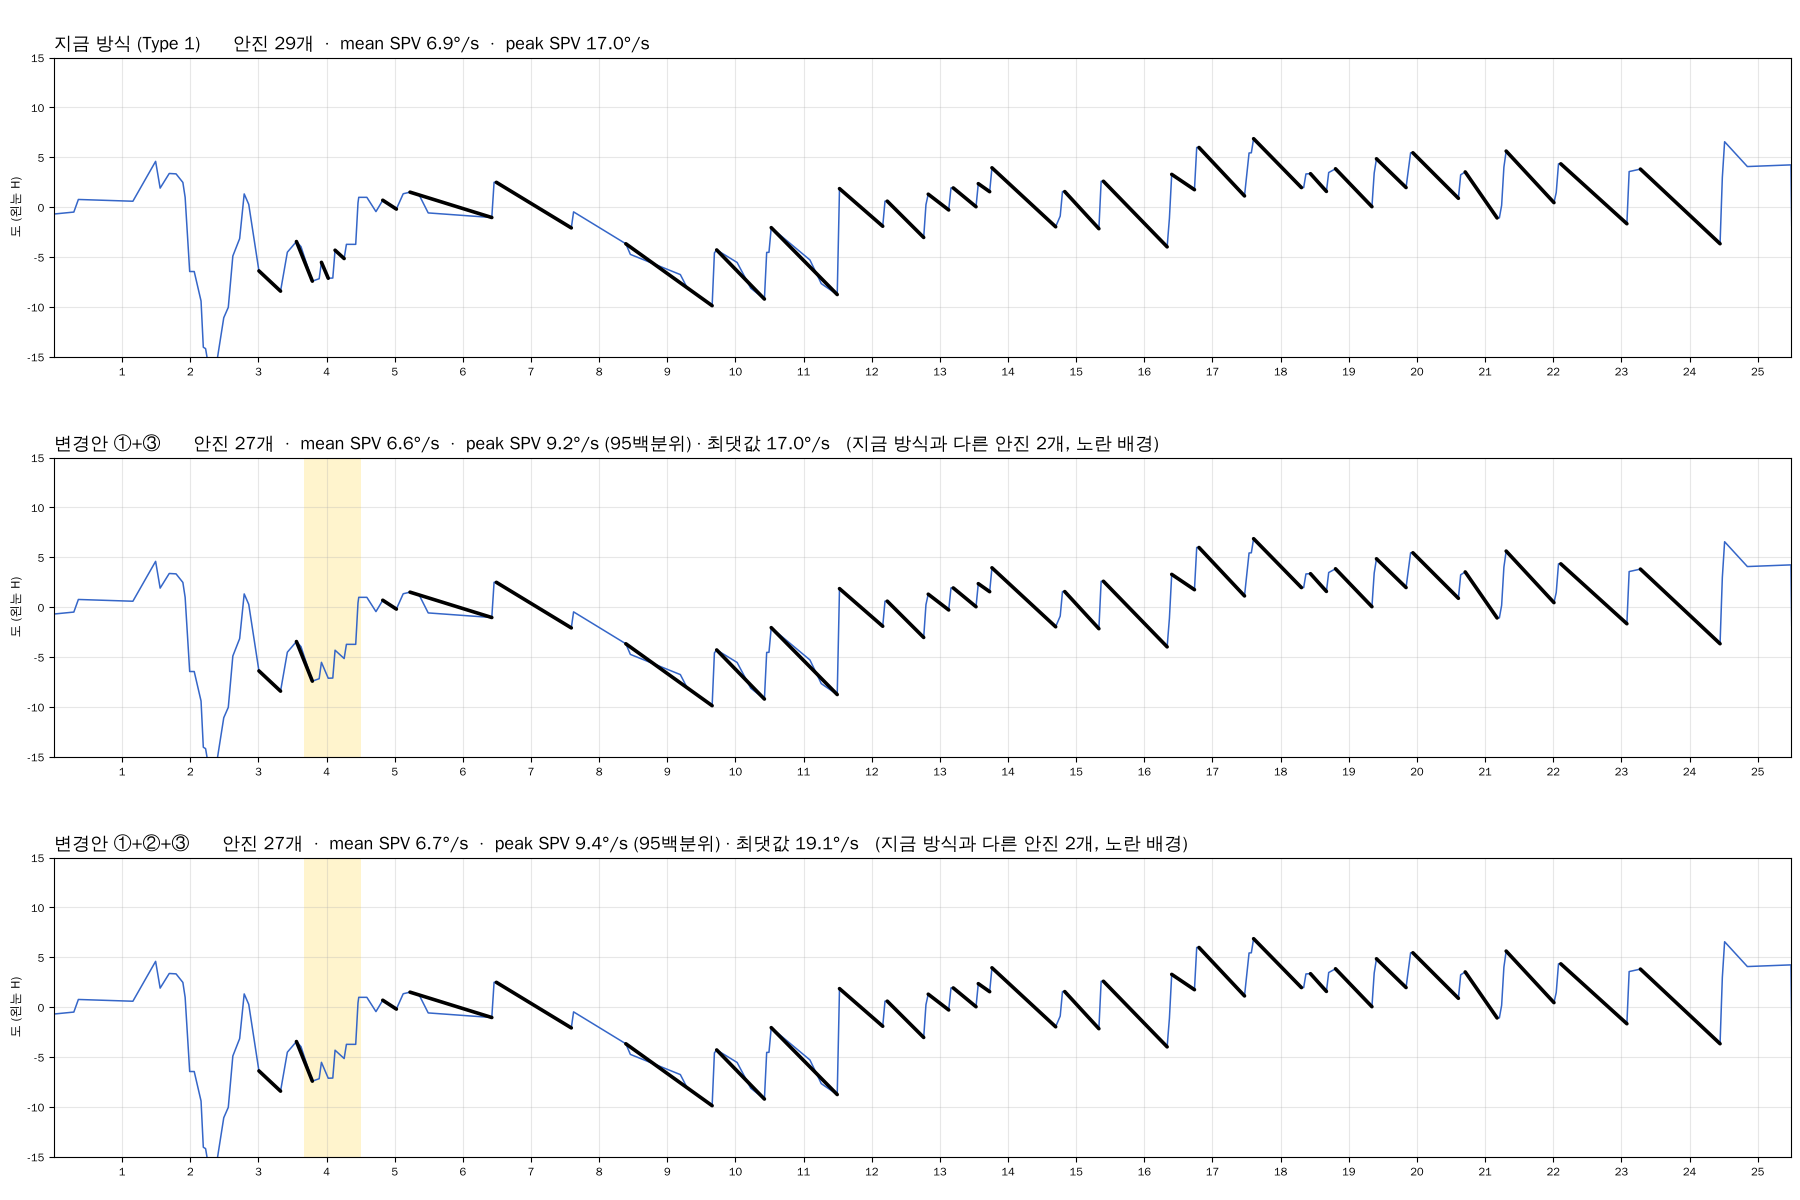 지금 방식 (Type 1) 안진 29개 · mean SPV 6.9°/s · peak SPV 17.0°/s
15
10
5
0
-5
-10
-15
도 (왼눈 H)
1 2 3 4 5 6 7 8 9 10 11 12 13 14 15 16 17 18 19 20 21 22 23 24 25
변경안 ①+③ 안진 27개 · mean SPV 6.6°/s · peak SPV 9.2°/s (95백분위) · 최댓값 17.0°/s (지금 방식과 다른 안진 2개, 노란 배경)
15
10
5
0
-5
-10
-15
도 (왼눈 H)
1 2 3 4 5 6 7 8 9 10 11 12 13 14 15 16 17 18 19 20 21 22 23 24 25
변경안 ①+②+③ 안진 27개 · mean SPV 6.7°/s · peak SPV 9.4°/s (95백분위) · 최댓값 19.1°/s (지금 방식과 다른 안진 2개, 노란 배경)
15
10
5
0
-5
-10
-15
도 (왼눈 H)
1 2 3 4 5 6 7 8 9 10 11 12 13 14 15 16 17 18 19 20 21 22 23 24 25